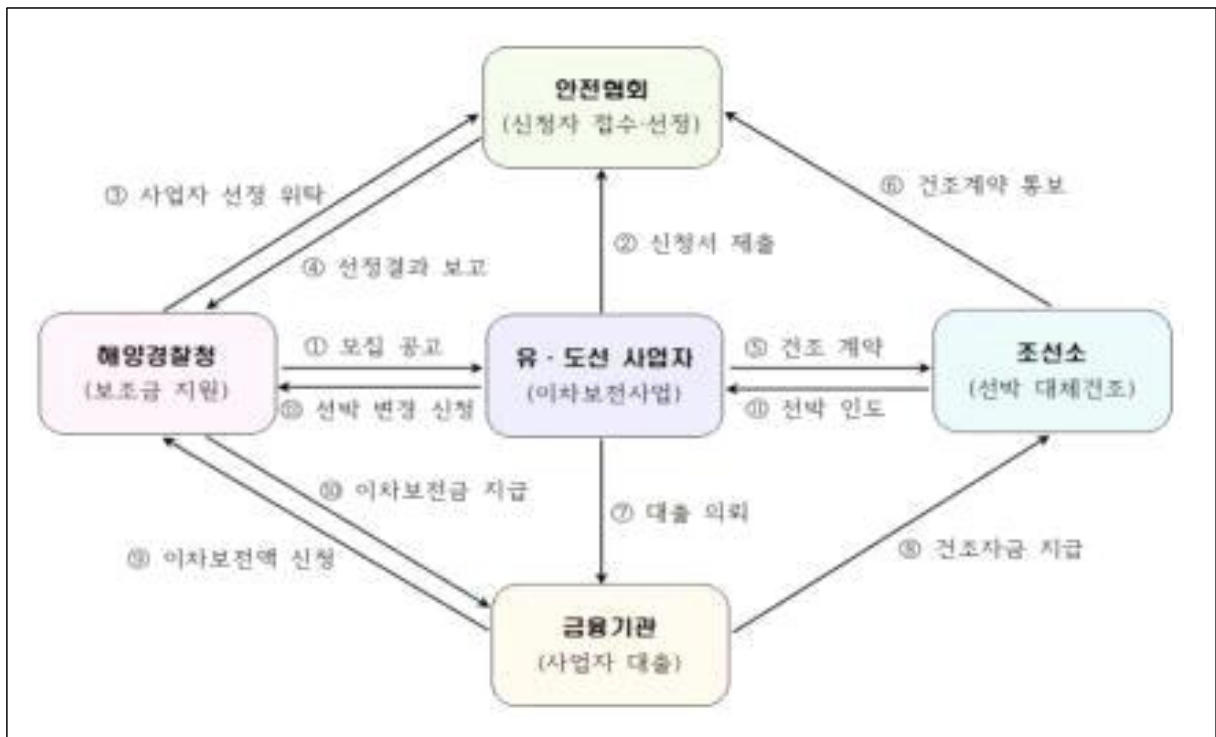 안전협회
(신청자 접수·선정)
③ 사업자 선정 위탁
⑥ 건조계약 통보
② 신청서 제출
④ 선정결과 보고
해양경찰청
(보조금 지원)
① 모집 공고
유·도선 사업자
(이차보전사업)
⑤ 건조 계약
조선소
(선박 대체건조)
⑫ 선박 변경 신청
⑪ 선박 인도
⑩ 이차보전금 지급
⑦ 대출 의뢰
⑨ 이차보전액 신청
⑧ 건조자금 지급
금융기관
(사업자 대출)